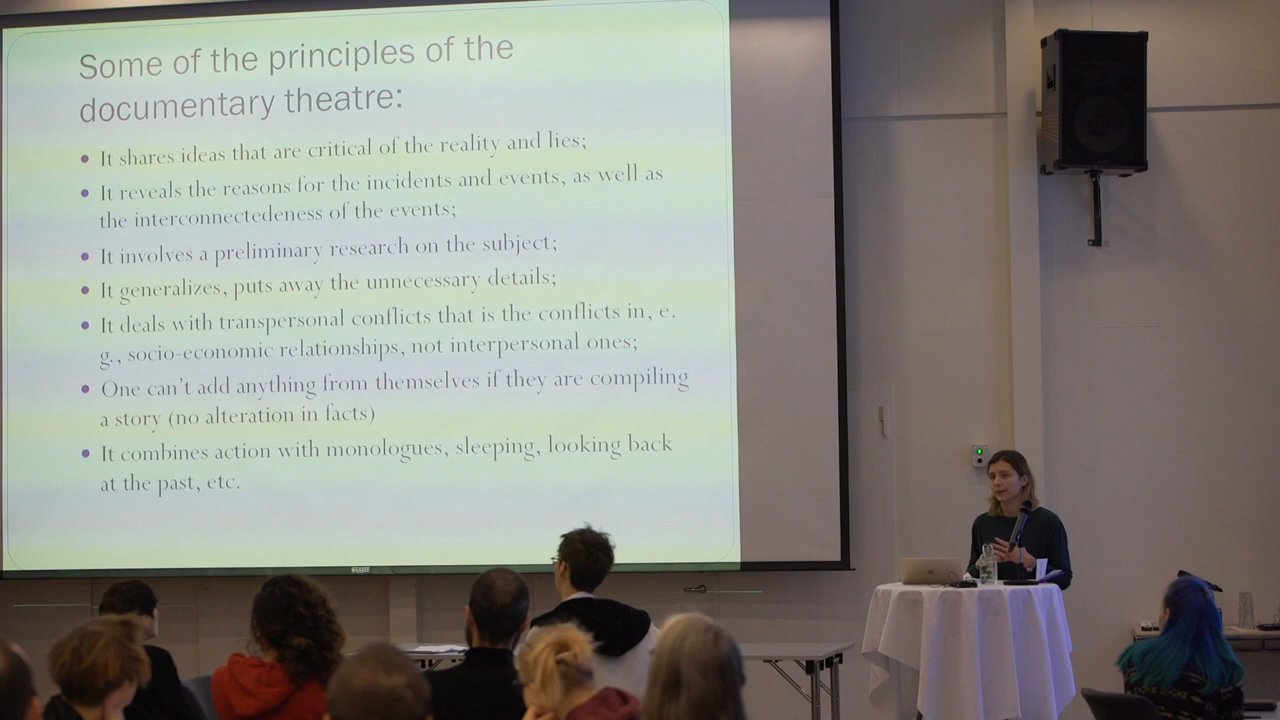 Some of the principles of the
documentary theatre:
• It shares ideas that are critical of the reality and lies;
• It reveals the reasons for the incidents and events, as well as
the interconnectedeness of the events;
• It involves a preliminary research on the subject;
• It generalizes, puts away the unnecessary details;
• It deals with transpersonal conflicts that is the conflicts in, e.
g., socio-economic relationships, not interpersonal ones;
• One can't add anything from themselves if they are compiling
a story (no alteration in facts)
• It combines action with monologues, sleeping, looking back
at the past, etc.